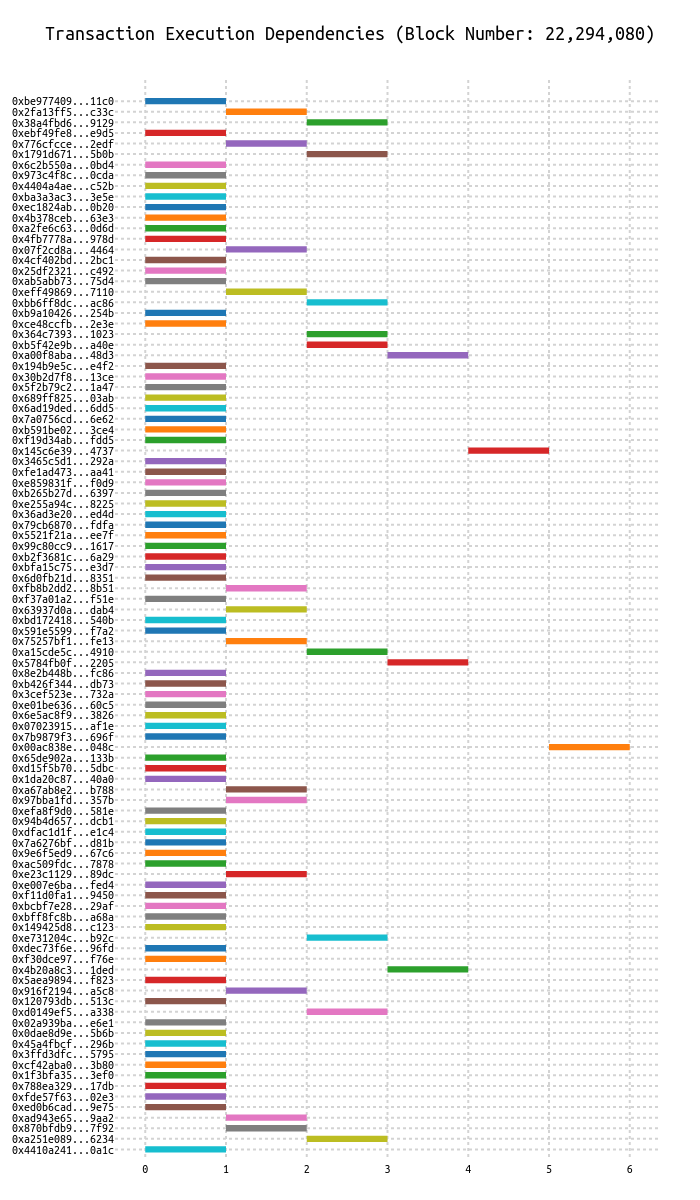 Transaction Execution Dependencies (Block Number: 22,294,080)
0xbe977409...11c0
0x2fa13ff5...c33c
0x38a4fbd6...9129
0xebf49fe8...e9d5
0x776cfcce...2edf
0x1791d671...5b0b
0x6c2b550a...0bd4
0x973c4f8c...0cda
0x4404a4ae...c52b
0xba3a3ac3...3e5e
0xec1824ab...0b20
0x4b378ceb...63e3
0xa2fe6c63...0d6d
0x4fb7778a...978d
0x07f2cd8a...4464
0x4cf402bd...2bc1
0x25df2321...c492
0xab5abb73...75d4
0xeff49869...7110
0xbb6ff8dc...ac86
0xb9a10426...254b
0xce48ccfb...2e3e
0x364c7393...1023
0xb5f42e9b...a40e
0xa00f8aba...48d3
0x194b9e5c...e4f2
0x30b2d7f8...13ce
0x5f2b79c2...1a47
0x689ff825...03ab
0x6ad19ded...6dd5
0x7a0756cd...6e62
0xb591be02...3ce4
0xf19d34ab...fdd5
0x145c6e39...4737
0x3465c5d1...292a
0xfe1ad473...aa41
0xe859831f...f0d9
0xb265b27d...6397
0xe255a94c...8225
0x36ad3e20...ed4d
0x79cb6870...fdfa
0x5521f21a...ee7f
0x99c80cc9...1617
0xb2f3681c...6a29
0xbfa15c75...e3d7
0x6d0fb21d...8351
0xfb8b2dd2...8b51
0xf37a01a2...f51e
0x63937d0a...dab4
0xbd172418...540b
0x591e5599...f7a2
0x75257bf1...fe13
0xa15cde5c...4910
0x5784fb0f...2205
0x8e2b448b...fc86
0xb426f344...db73
0x3cef523e...732a
0xe01be636...60c5
0x6e5ac8f9...3826
0x07023915...af1e
0x7b9879f3...696f
0x00ac838e...048c
0x65de902a...133b
0xd15f5b70...5dbc
0x1da20c87...40a0
0xa67ab8e2...b788
0x97bba1fd...357b
0xefa8f9d0...581e
0x94b4d657...dcb1
0xdfac1d1f...e1c4
0x7a6276bf...d81b
0x9e6f5ed9...67c6
0xac509fdc...7878
0xe23c1129...89dc
0xe007e6ba...fed4
0xf11d0fa1...9450
0xbcbf7e28...29af
0xbff8fc8b...a68a
0x149425d8...c123
0xe731204c...b92c
0xdec73f6e...96fd
0xf30dce97...f76e
0x4b20a8c3...1ded
0x5aea9894...f823
0x916f2194...a5c8
0x120793db...513c
0xd0149ef5...a338
0x02a939ba...e6e1
0x0dae8d9e...5b6b
0x45a4fbcf...296b
0x3ffd3dfc...5795
0xcf42aba0...3b80
0x1f3bfa35...3ef0
0x788ea329...17db
0xfde57f63...02e3
0xed0b6cad...9e75
0xad943e65...9aa2
0x870bfdb9...7f92
0xa251e089...6234
0x4410a241...0a1c
0 1 2 3 4 5 6